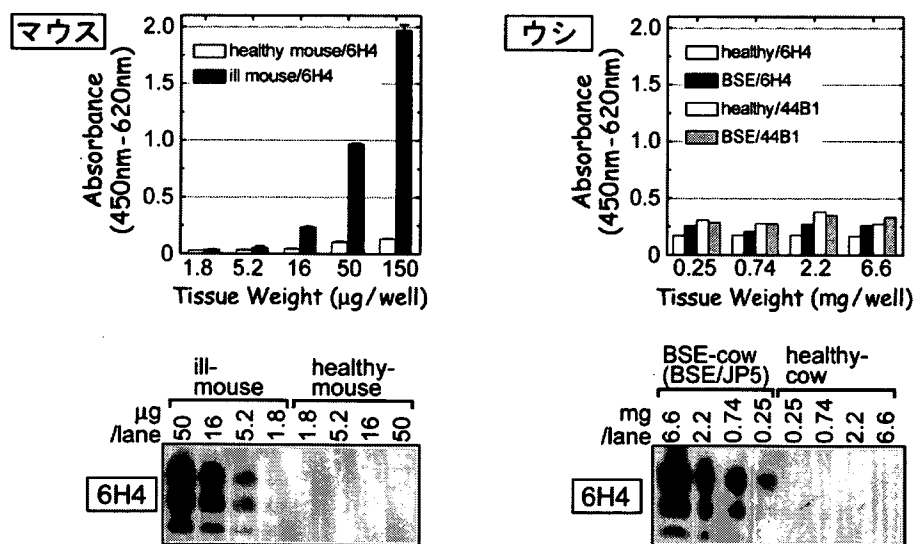 マウス
2.0
1.5
1.0
0.5
0
Absorbance
(450nm-620nm)
healthy mouse/6H4
ill mouse/6H4
1.8 5.2 16 50 150
Tissue Weight (μg/well)
ウシ
2.0
1.5
1.0
0.5
0
Absorbance
(450nm-620nm)
healthy/6H4
BSE/6H4
healthy/44B1
BSE/44B1
0.25 0.74 2.2 6.6
Tissue Weight (mg/well)
ill-
mouse
healthy-
mouse
μg
/lane
50 16 5.2 1.8 1.8 5.2 16 50
6H4
BSE-cow
(BSE/JP5)
healthy-
cow
mg
/lane
6.6 2.2 0.74 0.25 0.25 0.74 2.2 6.6
6H4